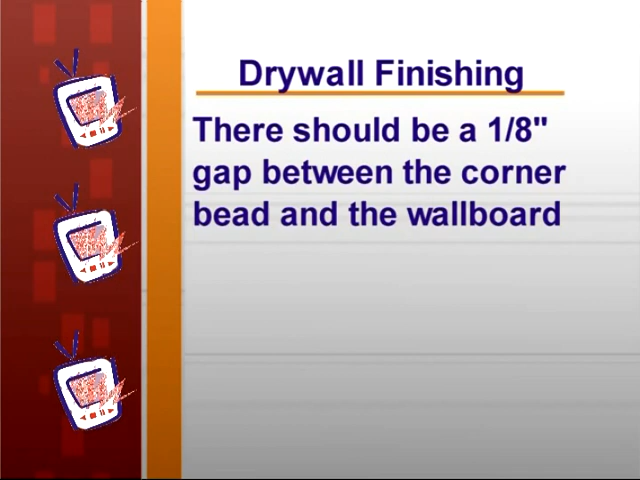 Drywall Finishing
There should be a 1/8"
gap between the corner
bead and the wallboard